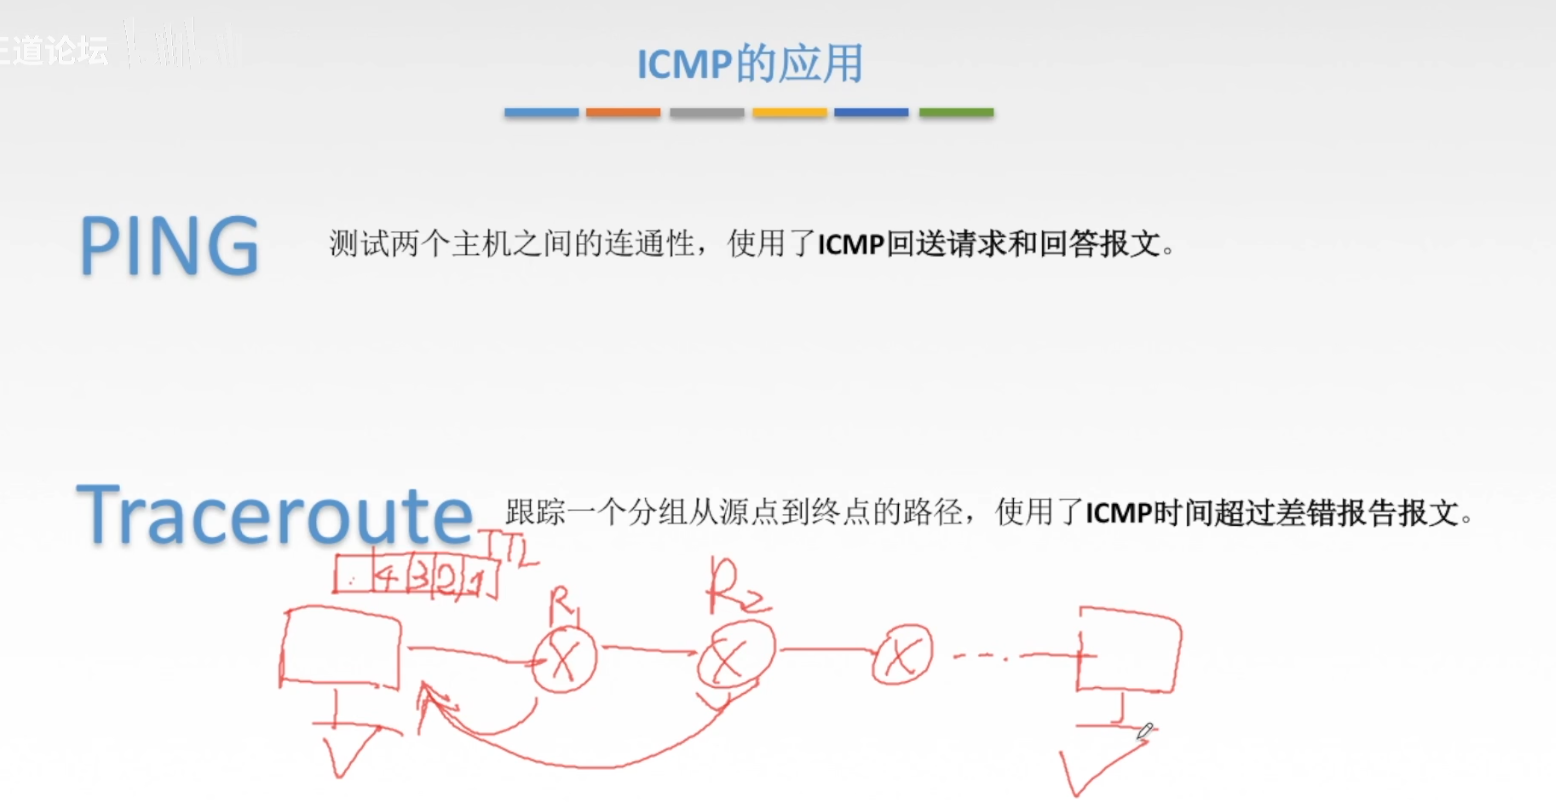 王道论坛
ICMP的应用
PING 测试两个主机之间的连通性，使用了ICMP回送请求和回答报文。
Traceroute 跟踪一个分组从源点到终点的路径，使用了ICMP时间超过差错报告报文。
TTL
4 3 2 1
R1
R2